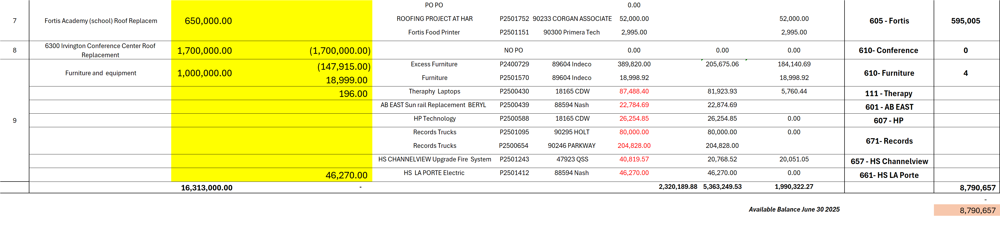 PO PO 0.00
7 Fortis Academy (school) Roof Replacem 650,000.00 ROOFING PROJECT AT HAR P2501752 90233 CORGAN ASSOCIATE 52,000.00 52,000.00 605 - Fortis 595,005
Fortis Food Printer P2501151 90300 Primera Tech 2,995.00 2,995.00
8 6300 Irvington Conference Center Roof
Replacement 1,700,000.00 (1,700,000.00) NO PO 0.00 0.00 0.00 610- Conference 0
9 Furniture and equipment 1,000,000.00 (147,915.00) Excess Furniture P2400729 89604 Indeco 389,820.00 205,675.06 184,140.69 610- Furniture 4
18,999.00 Furniture P2501570 89604 Indeco 18,998.92 18,998.92
196.00 Theraphy Laptops P2500430 18165 CDW 87,488.40 81,923.93 5,760.44 111 - Therapy
AB EAST Sun rail Replacement BERYL P2500439 88594 Nash 22,784.69 22,874.69 601 - AB EAST
HP Technology P2500588 18165 CDW 26,254.85 26,254.85 0.00 607 - HP
Records Trucks P2501095 90295 HOLT 80,000.00 80,000.00 0.00 671- Records
Records Trucks P2500654 90246 PARKWAY 204,828.00 204,828.00
HS CHANNELVIEW Upgrade Fire System P2501243 47923 QSS 40,819.57 20,768.52 20,051.05 657 - HS Channelview
46,270.00 HS LA PORTE Electric P2501412 88594 Nash 46,270.00 46,270.00 0.00 661- HS LA Porte
16,313,000.00 - 2,320,189.88 5,363,249.53 1,990,322.27 8,790,657
-
Available Balance June 30 2025 8,790,657